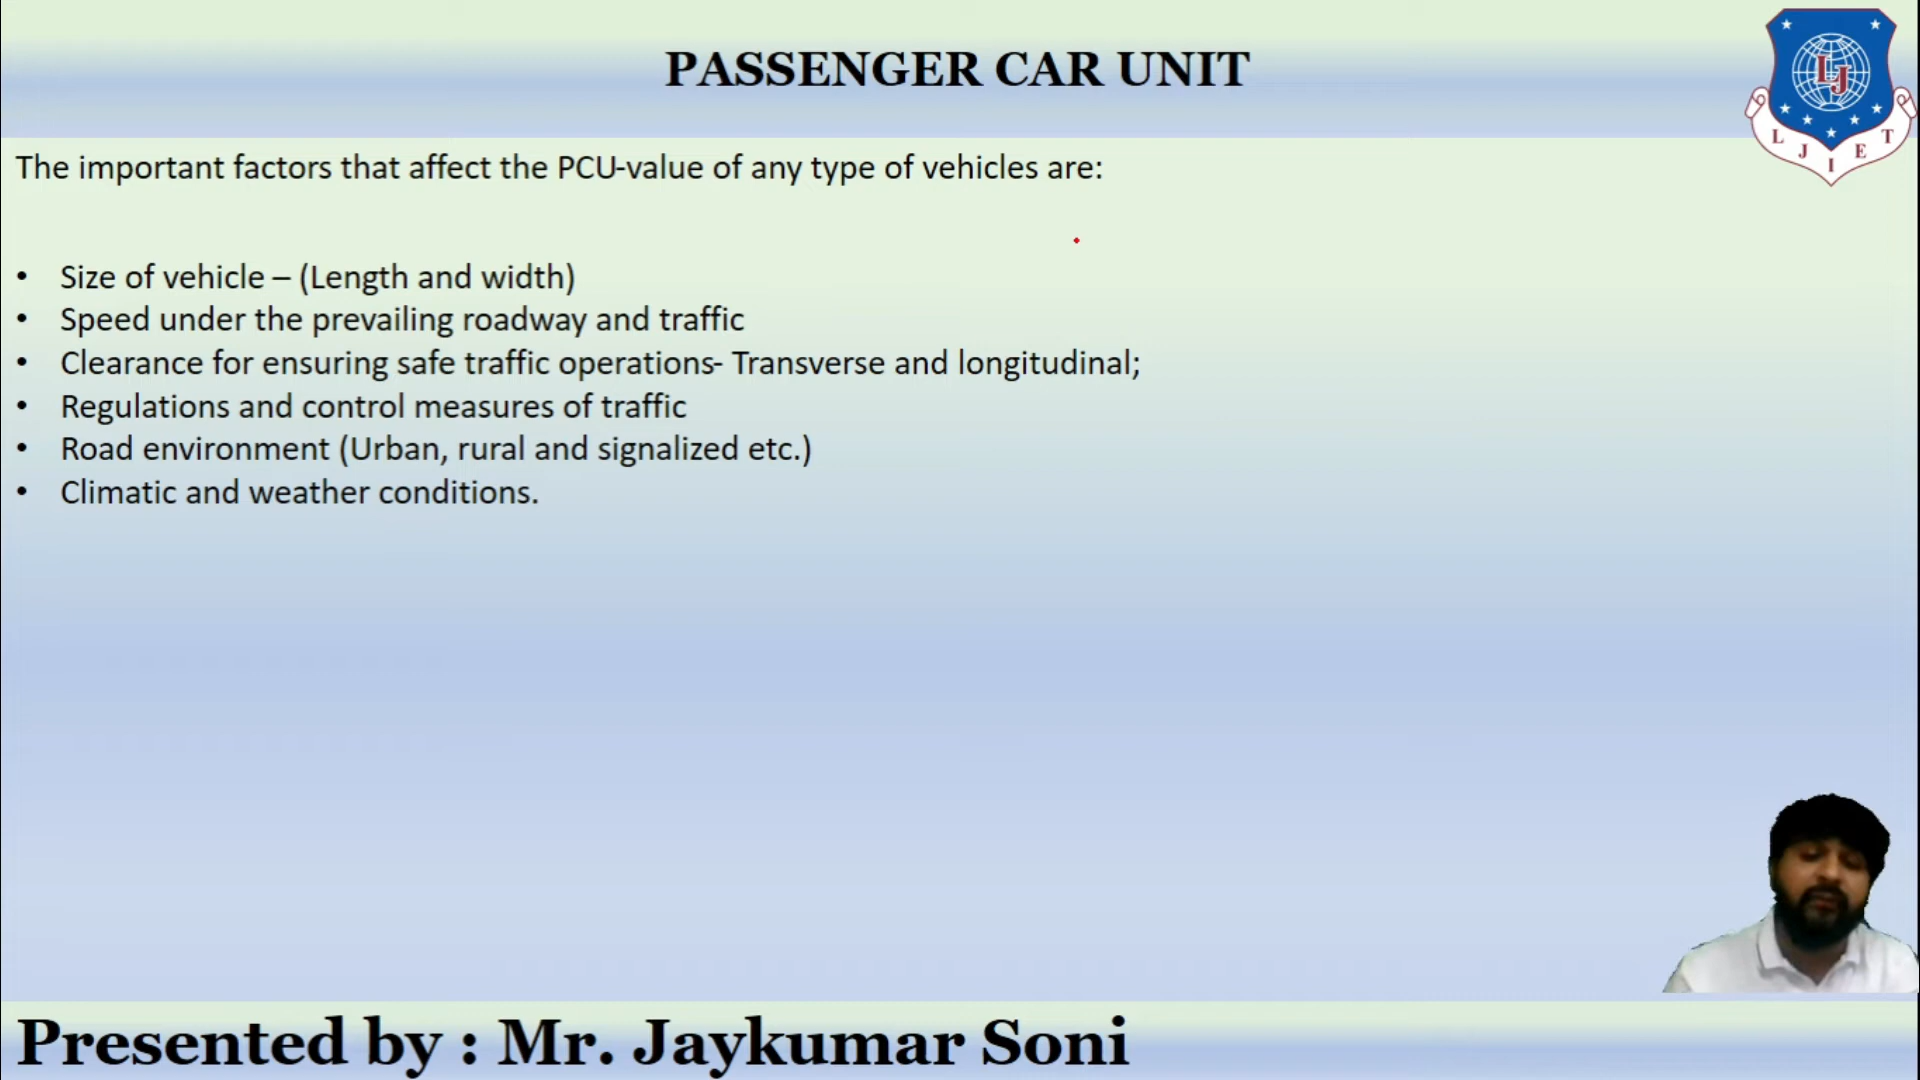 PASSENGER CAR UNIT
LJ
L J I E T
The important factors that affect the PCU-value of any type of vehicles are:
• Size of vehicle – (Length and width)
• Speed under the prevailing roadway and traffic
• Clearance for ensuring safe traffic operations- Transverse and longitudinal;
• Regulations and control measures of traffic
• Road environment (Urban, rural and signalized etc.)
• Climatic and weather conditions.
Presented by : Mr. Jaykumar Soni